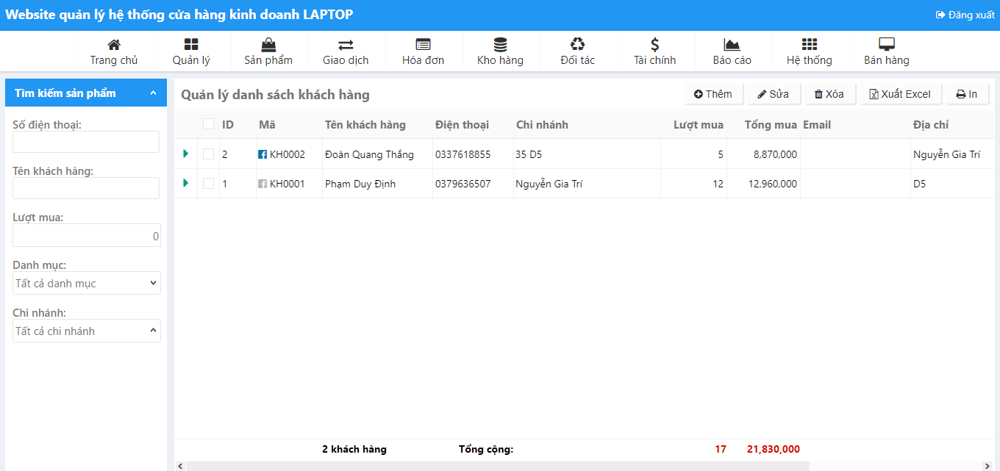 Website quản lý hệ thống cửa hàng kinh doanh LAPTOP
Đăng xuất
Trang chủ
Quản lý
Sản phẩm
Giao dịch
Hóa đơn
Kho hàng
Đối tác
Tài chính
Báo cáo
Hệ thống
Bán hàng
Tìm kiếm sản phẩm
Số điện thoại:
Tên khách hàng:
Lượt mua:
0
Danh mục:
Tất cả danh mục
Chi nhánh:
Tất cả chi nhánh
Quản lý danh sách khách hàng
Thêm
Sửa
Xóa
Xuất Excel
In
ID Mã Tên khách hàng Điện thoại Chi nhánh Lượt mua Tổng mua Email Địa chỉ
2 KH0002 Đoàn Quang Thắng 0337618855 35 D5 5 8,870,000 Nguyễn Gia Trí
1 KH0001 Phạm Duy Định 0379636507 Nguyễn Gia Trí 12 12,960,000 D5
2 khách hàng Tổng cộng: 17 21,830,000